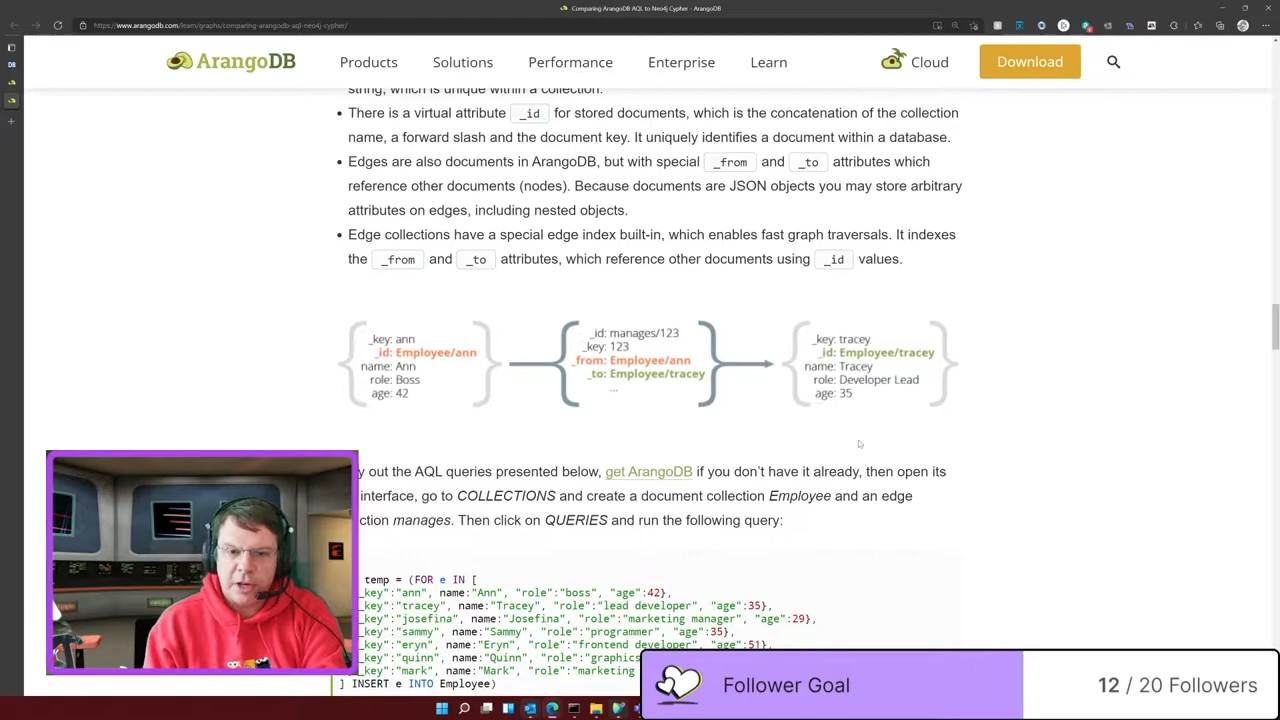 Comparing ArangoDB AQL to Neo4j Cypher - ArangoDB
https://www.arangodb.com/learn/graphs/comparing-arangodb-aql-neo4j-cypher/
ArangoDB Products Solutions Performance Enterprise Learn Cloud Download
string, which is unique within a collection.
• There is a virtual attribute _id for stored documents, which is the concatenation of the collection
name, a forward slash and the document key. It uniquely identifies a document within a database.
• Edges are also documents in ArangoDB, but with special _from and _to attributes which
reference other documents (nodes). Because documents are JSON objects you may store arbitrary
attributes on edges, including nested objects.
• Edge collections have a special edge index built-in, which enables fast graph traversals. It indexes
the _from and _to attributes, which reference other documents using _id values.
_key: ann
_id: Employee/ann
name: Ann
role: Boss
age: 42
_id: manages/123
_key: 123
_from: Employee/ann
_to: Employee/tracey
...
_key: tracey
_id: Employee/tracey
name: Tracey
role: Developer Lead
age: 35
y out the AQL queries presented below, get ArangoDB if you don't have it already, then open its
interface, go to COLLECTIONS and create a document collection Employee and an edge
ction manages. Then click on QUERIES and run the following query:
temp = (FOR e IN [
_key":"ann", name:"Ann", "role":"boss", "age":42},
_key":"tracey", name:"Tracey", "role":"lead developer", "age":35},
_key":"josefina", name:"Josefina", "role":"marketing manager", "age":29},
_key":"sammy", name:"Sammy", "role":"programmer", "age":35},
_key":"eryn", name:"Eryn", "role":"frontend developer", "age":51},
_key":"quinn", name:"Quinn", "role":"graphics
_key":"mark", name:"Mark", "role":"marketing
] INSERT e INTO Employee)
Follower Goal 12 / 20 Followers